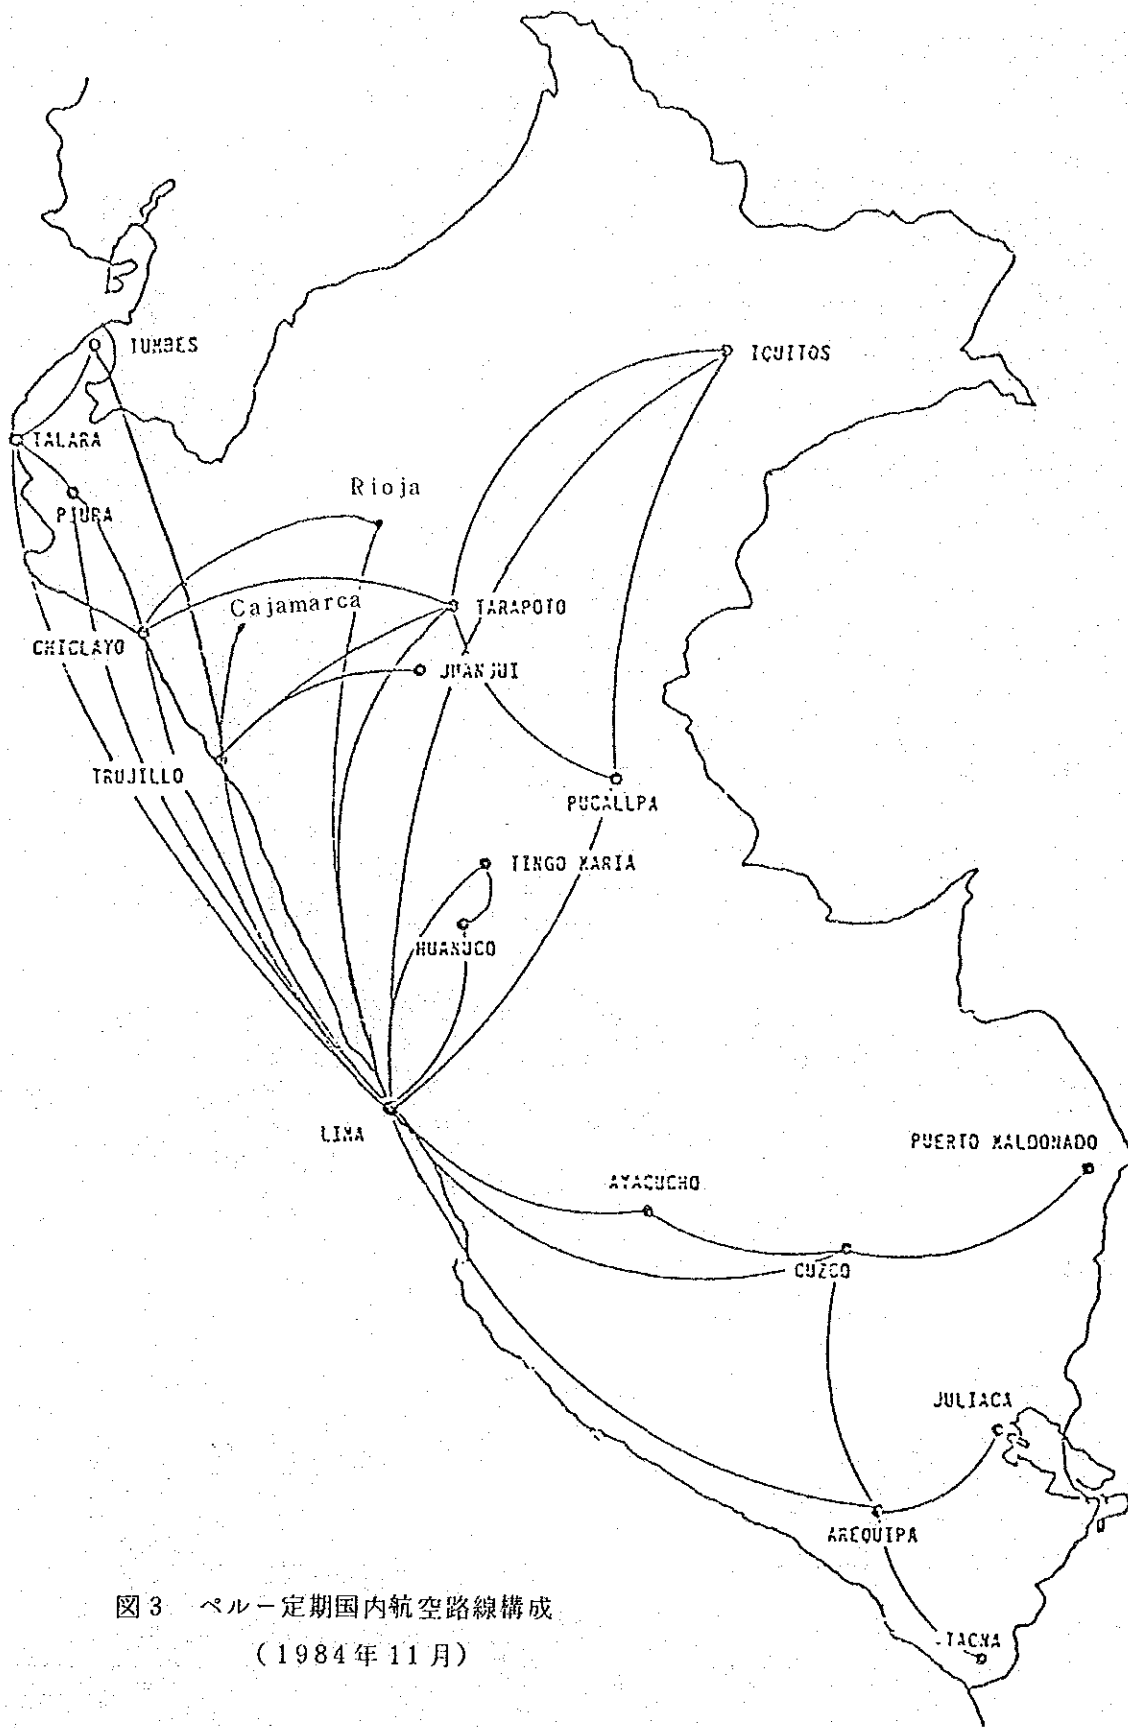 TUMBES
IQUITOS
TALARA
Rioja
PIURA
Cajamarca
TARAPOTO
CHICLAYO
JUANJUI
TRUJILLO
PUCALLPA
TINGO MARIA
HUANUCO
LIMA
PUERTO MALDONADO
AYACUCHO
CUZCO
JULIACA
AREQUIPA
TACNA
図3 ペルー定期国内航空路線構成
(1984年11月)